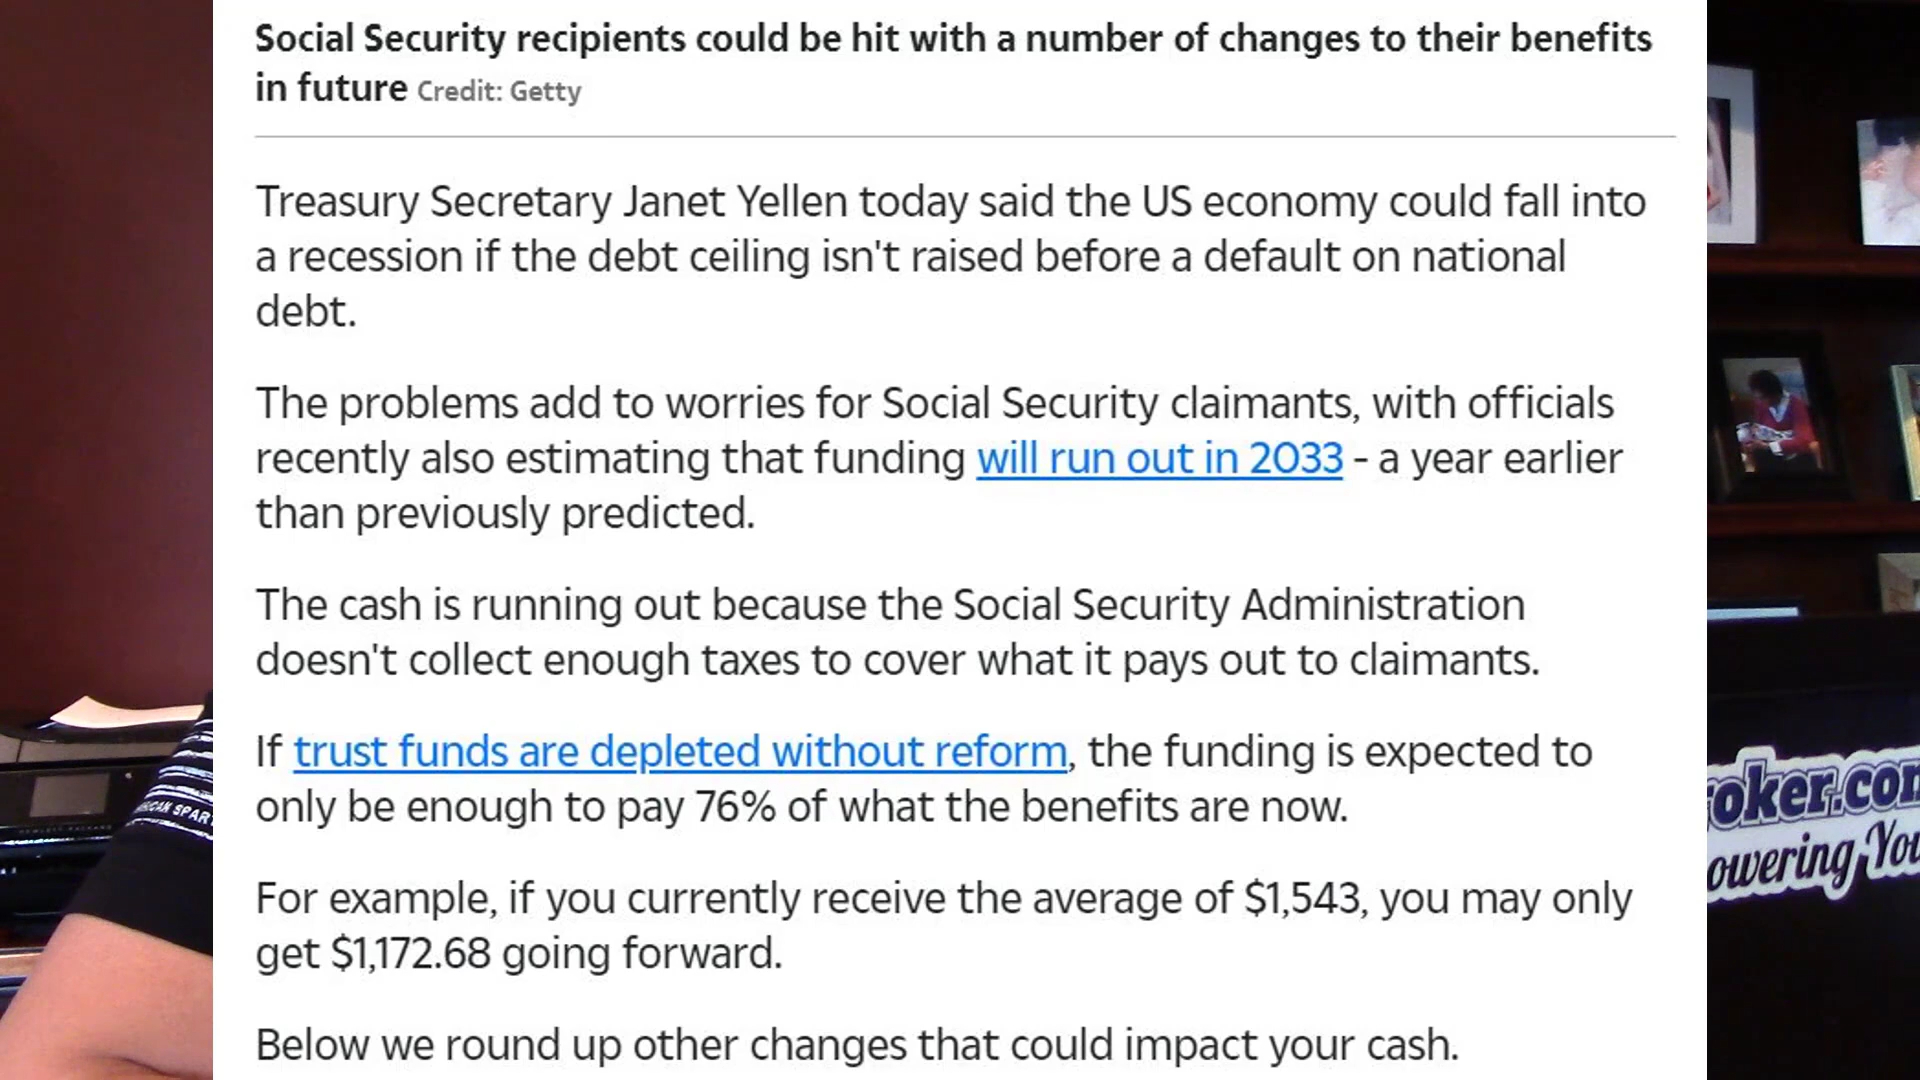 Social Security recipients could be hit with a number of changes to their benefits
in future Credit: Getty
Treasury Secretary Janet Yellen today said the US economy could fall into
a recession if the debt ceiling isn't raised before a default on national
debt.
The problems add to worries for Social Security claimants, with officials
recently also estimating that funding will run out in 2033 - a year earlier
than previously predicted.
The cash is running out because the Social Security Administration
doesn't collect enough taxes to cover what it pays out to claimants.
If trust funds are depleted without reform, the funding is expected to
only be enough to pay 76% of what the benefits are now.
For example, if you currently receive the average of $1,543, you may only
get $1,172.68 going forward.
Below we round up other changes that could impact your cash.
ICAN SPAR
HEWLETT PACKARD
oker.com
owering You